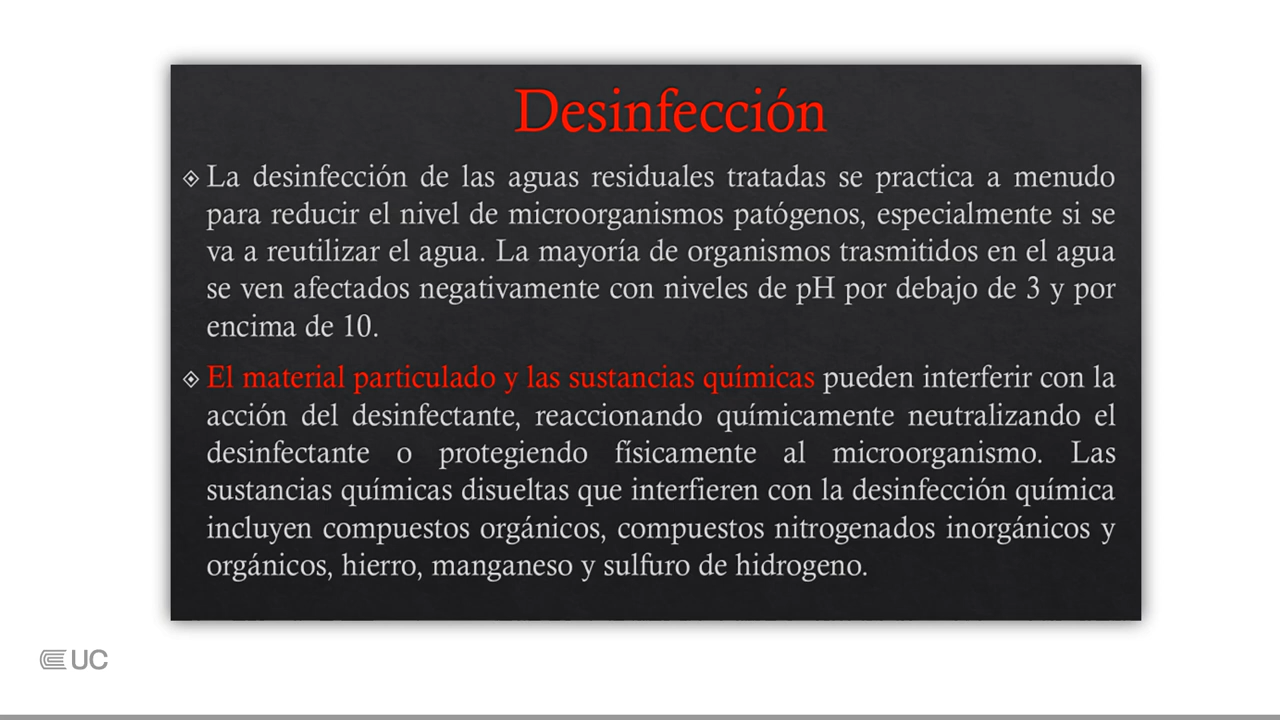 Desinfección
La desinfección de las aguas residuales tratadas se practica a menudo
para reducir el nivel de microorganismos patógenos, especialmente si se
va a reutilizar el agua. La mayoría de organismos trasmitidos en el agua
se ven afectados negativamente con niveles de pH por debajo de 3 y por
encima de 10.
El material particulado y las sustancias químicas pueden interferir con la
acción del desinfectante, reaccionando químicamente neutralizando el
desinfectante o protegiendo físicamente al microorganismo. Las
sustancias químicas disueltas que interfieren con la desinfección química
incluyen compuestos orgánicos, compuestos nitrogenados inorgánicos y
orgánicos, hierro, manganeso y sulfuro de hidrogeno.
UC